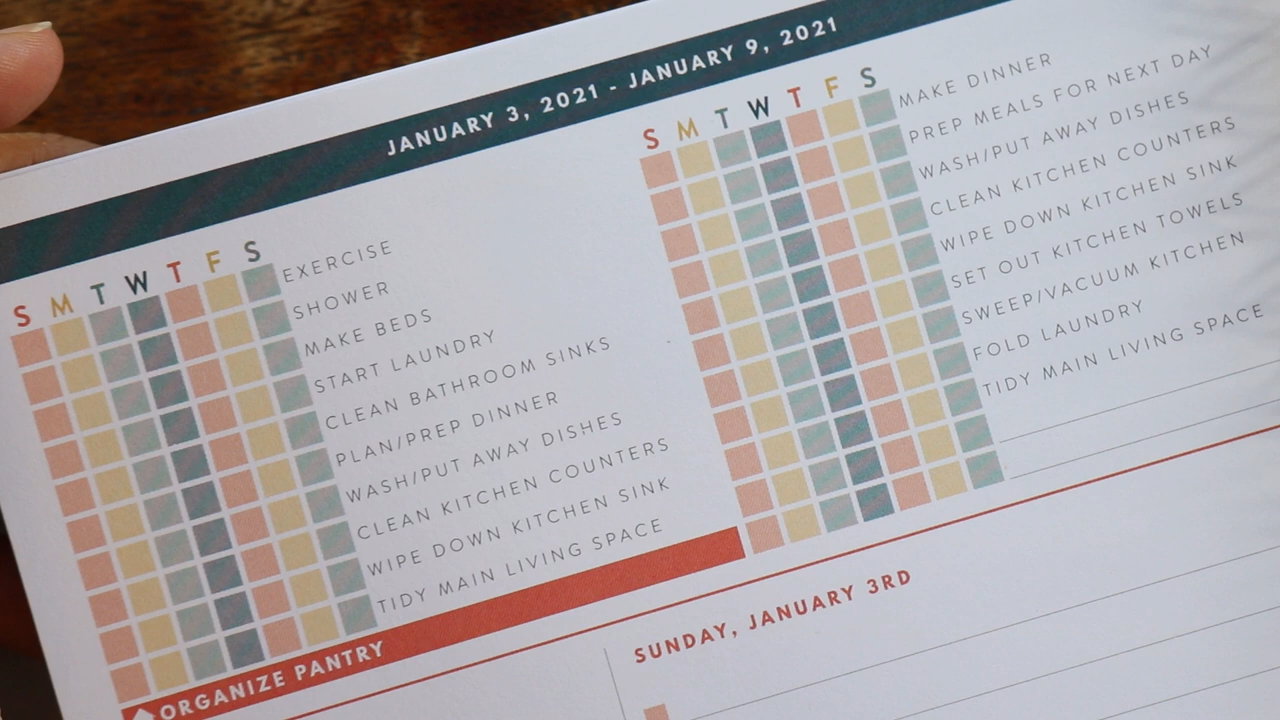 JANUARY 3, 2021 - JANUARY 9, 2021
S M T W T F S
EXERCISE
SHOWER
MAKE BEDS
START LAUNDRY
CLEAN BATHROOM SINKS
PLAN/PREP DINNER
WASH/PUT AWAY DISHES
CLEAN KITCHEN COUNTERS
WIPE DOWN KITCHEN SINK
TIDY MAIN LIVING SPACE
ORGANIZE PANTRY
S M T W T F S
MAKE DINNER
PREP MEALS FOR NEXT DAY
WASH/PUT AWAY DISHES
CLEAN KITCHEN COUNTERS
WIPE DOWN KITCHEN SINK
SET OUT KITCHEN TOWELS
SWEEP/VACUUM KITCHEN
FOLD LAUNDRY
TIDY MAIN LIVING SPACE
SUNDAY, JANUARY 3RD